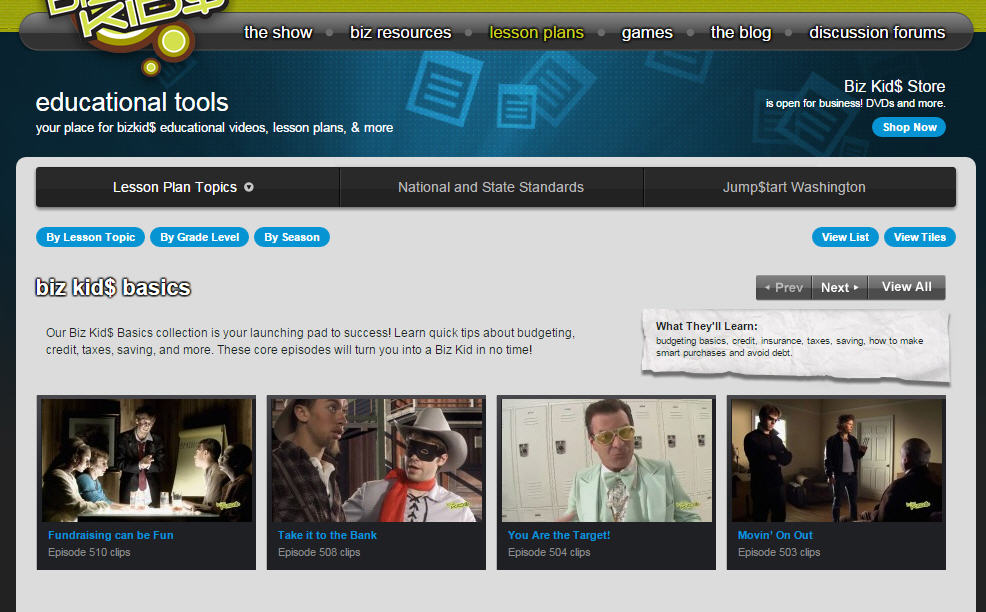 BIZ KID$
the show
biz resources
lesson plans
games
the blog
discussion forums
educational tools
your place for bizkid$ educational videos, lesson plans, & more
Biz Kid$ Store
is open for business! DVDs and more.
Shop Now
Lesson Plan Topics
National and State Standards
Jump$tart Washington
By Lesson Topic
By Grade Level
By Season
View List
View Tiles
biz kid$ basics
Prev
Next
View All
Our Biz Kid$ Basics collection is your launching pad to success! Learn quick tips about budgeting,
credit, taxes, saving, and more. These core episodes will turn you into a Biz Kid in no time!
What They'll Learn:
budgeting basics, credit, insurance, taxes, saving, how to make
smart purchases and avoid debt.
Fundraising can be Fun
Episode 510 clips
Take it to the Bank
Episode 508 clips
You Are the Target!
Episode 504 clips
Movin' On Out
Episode 503 clips